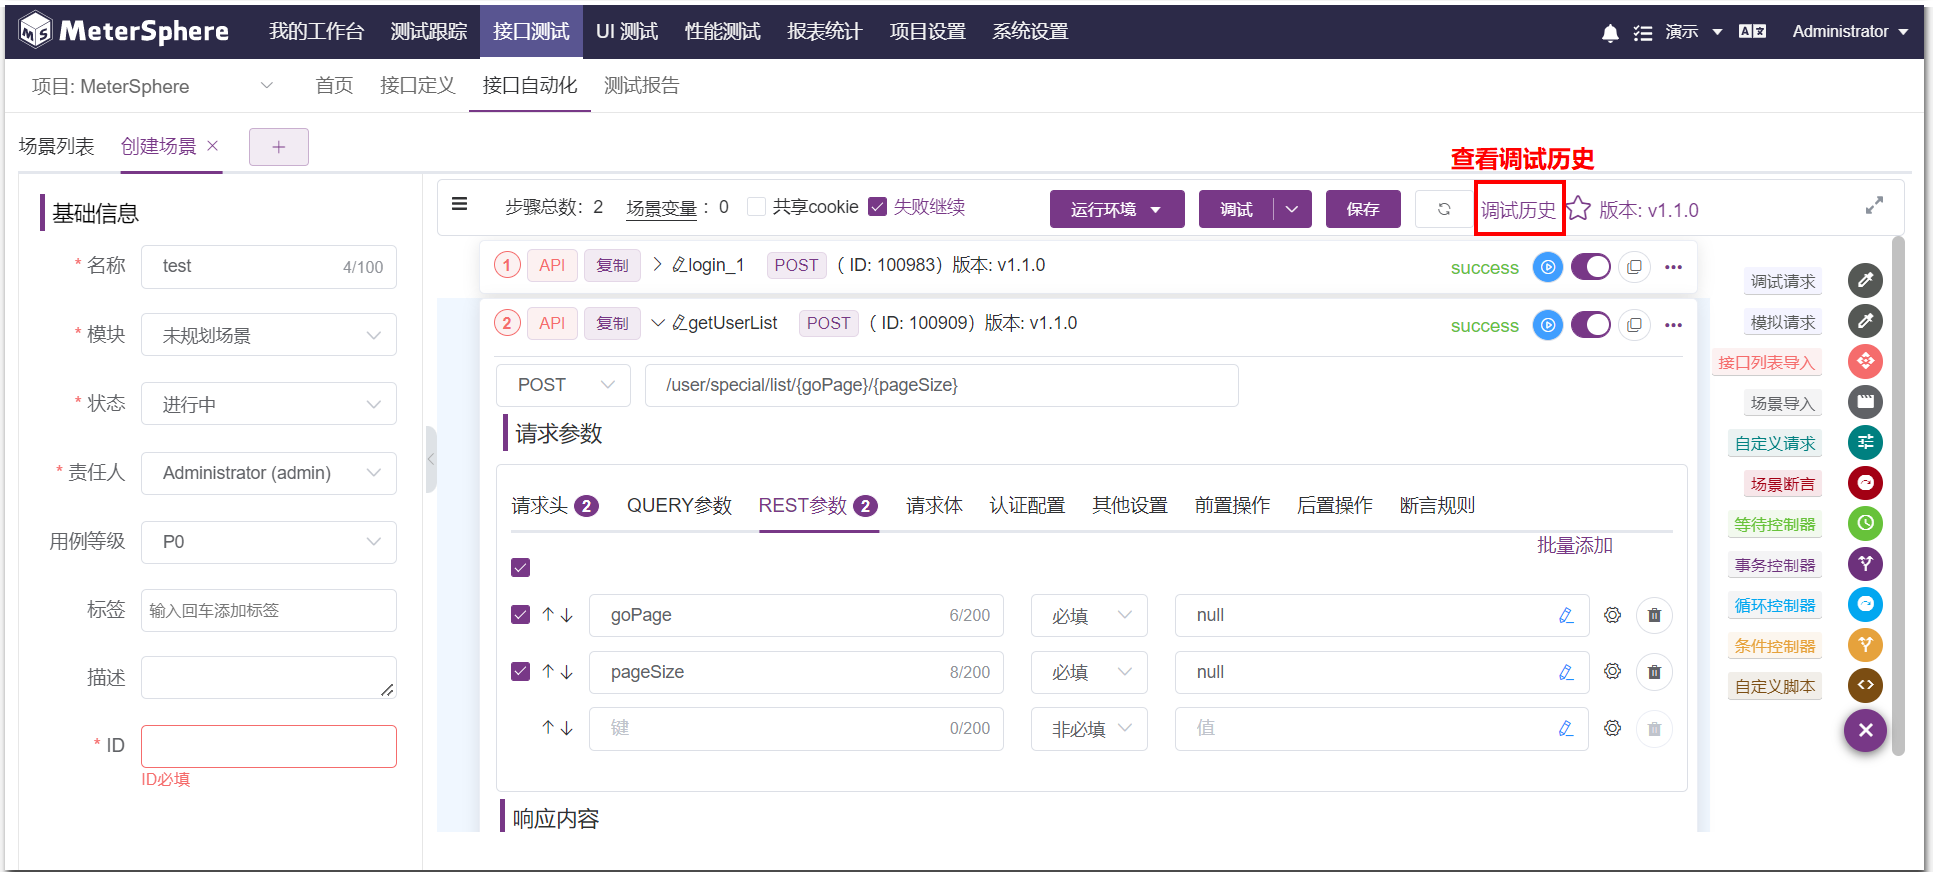 MeterSphere 我的工作台 测试跟踪 接口测试 UI 测试 性能测试 报表统计 项目设置 系统设置 演示 Administrator
项目: MeterSphere 首页 接口定义 接口自动化 测试报告
场景列表 创建场景 × +
查看调试历史
步骤总数： 2 场景变量 ： 0 共享cookie 失败继续 运行环境 调试 保存 调试历史 版本: v1.1.0
基础信息
* 名称 test 4/100
* 模块 未规划场景
* 状态 进行中
* 责任人 Administrator (admin)
用例等级 P0
标签 输入回车添加标签
描述
* ID
ID必填
1 API 复制 login_1 POST （ ID: 100983）版本: v1.1.0 success
2 API 复制 getUserList POST （ ID: 100909）版本: v1.1.0 success
POST /user/special/list/{goPage}/{pageSize}
请求参数
请求头 2 QUERY参数 REST参数 2 请求体 认证配置 其他设置 前置操作 后置操作 断言规则
批量添加
goPage 6/200 必填 null
pageSize 8/200 必填 null
键 0/200 非必填 值
响应内容
调试请求
模拟请求
接口列表导入
场景导入
自定义请求
场景断言
等待控制器
事务控制器
循环控制器
条件控制器
自定义脚本